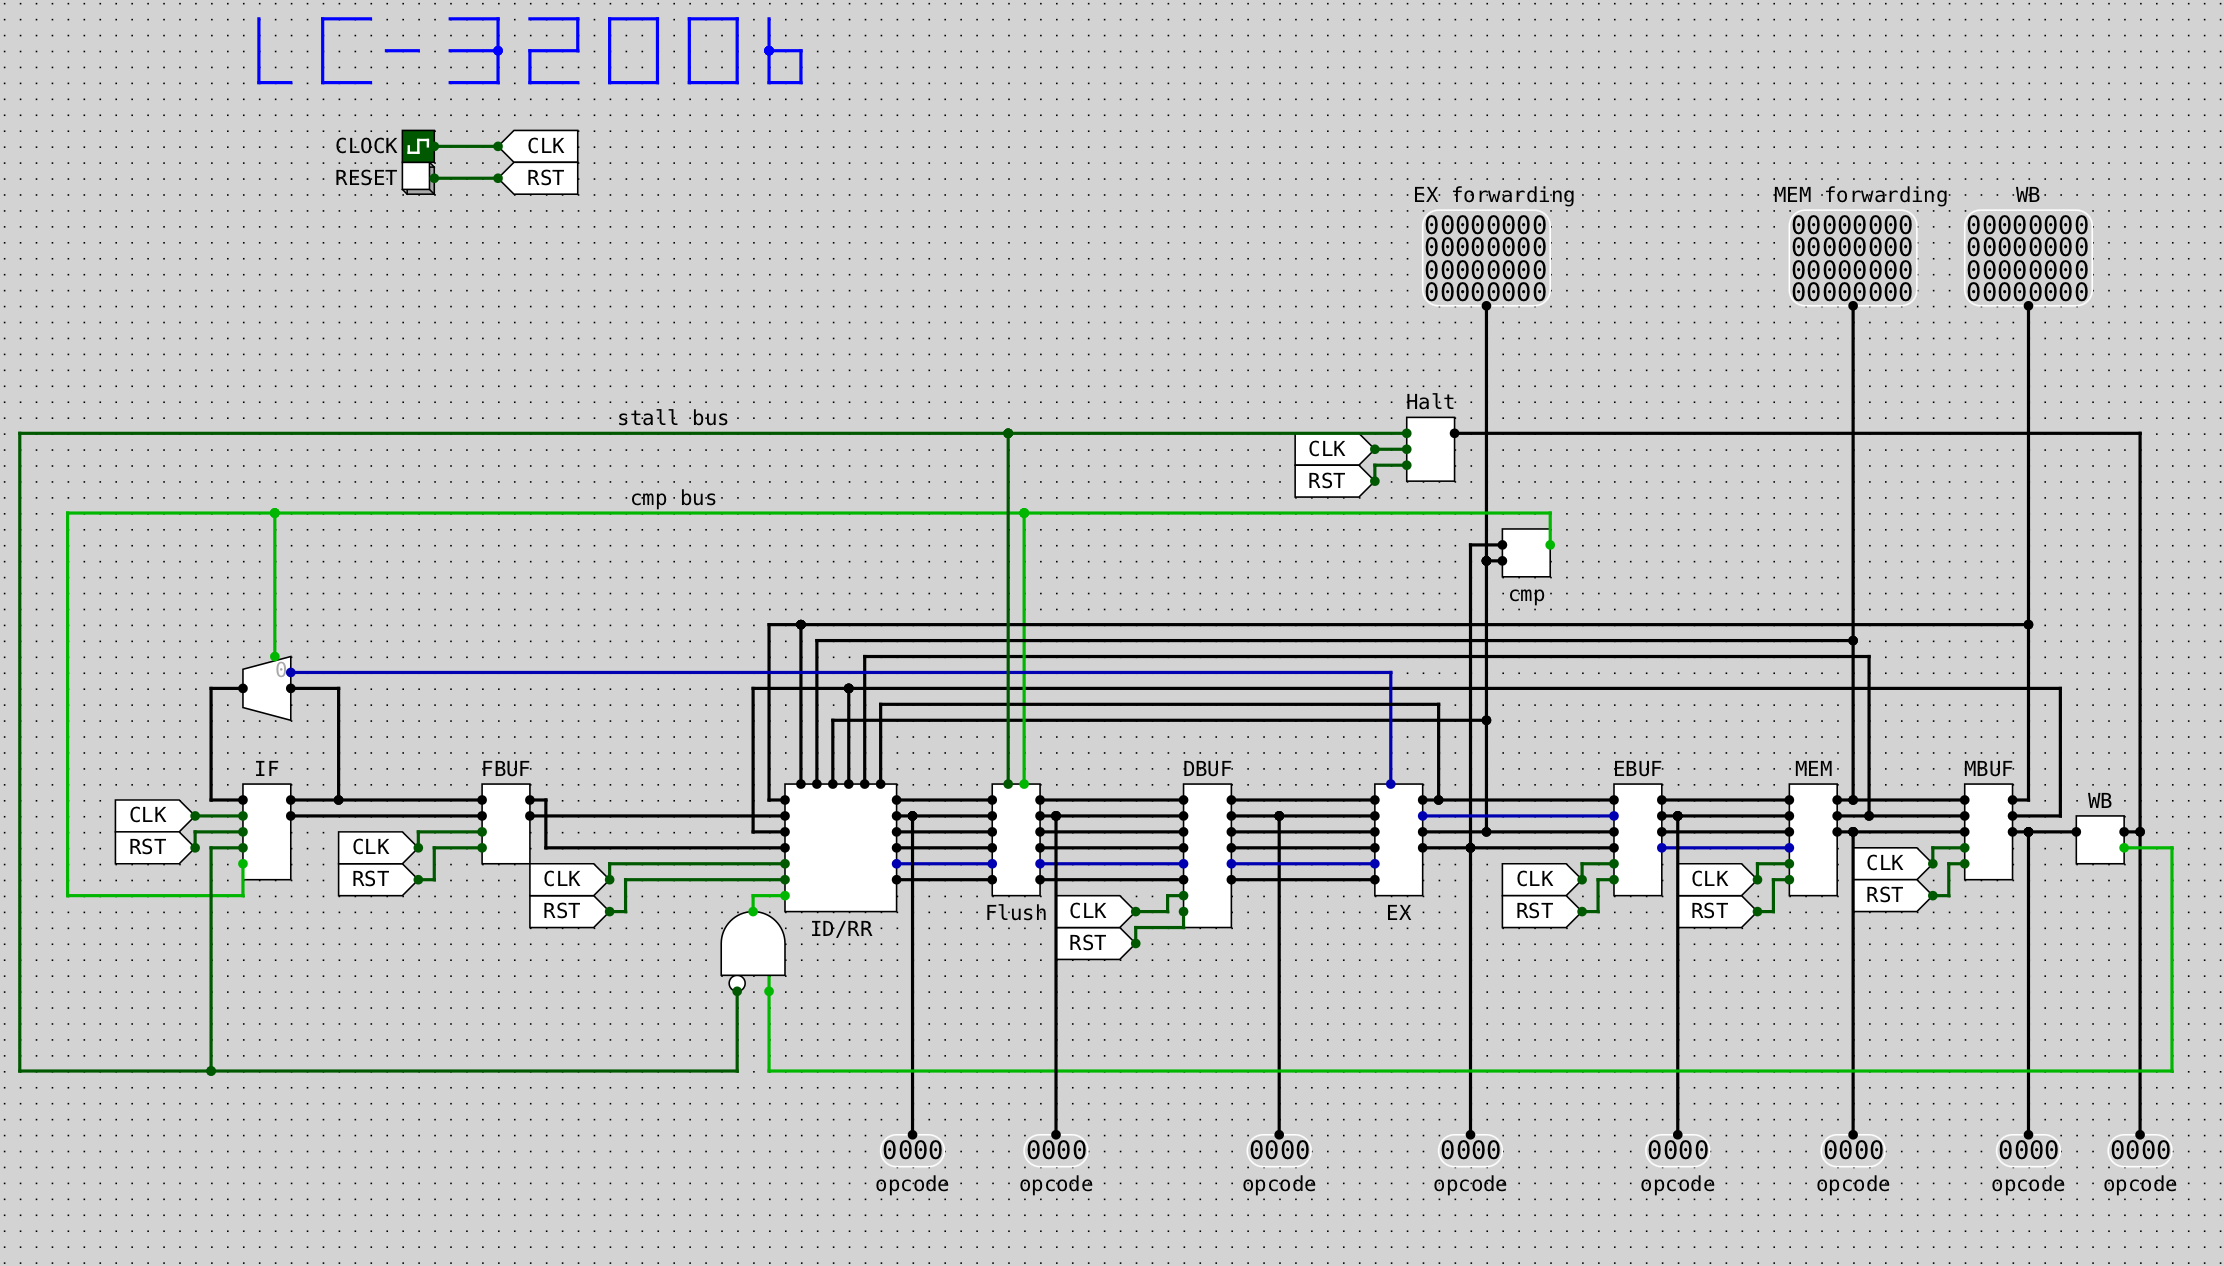 LC-3200b
CLOCK
CLK
RESET
RST
EX forwarding
00000000
00000000
00000000
00000000
MEM forwarding
00000000
00000000
00000000
00000000
WB
00000000
00000000
00000000
00000000
Halt
stall bus
CLK
RST
cmp bus
cmp
0
IF
CLK
RST
FBUF
CLK
RST
CLK
RST
ID/RR
Flush
DBUF
CLK
RST
EX
EBUF
CLK
RST
MEM
CLK
RST
MBUF
CLK
RST
WB
0000
0000
0000
0000
0000
0000
0000
0000
opcode
opcode
opcode
opcode
opcode
opcode
opcode
opcode